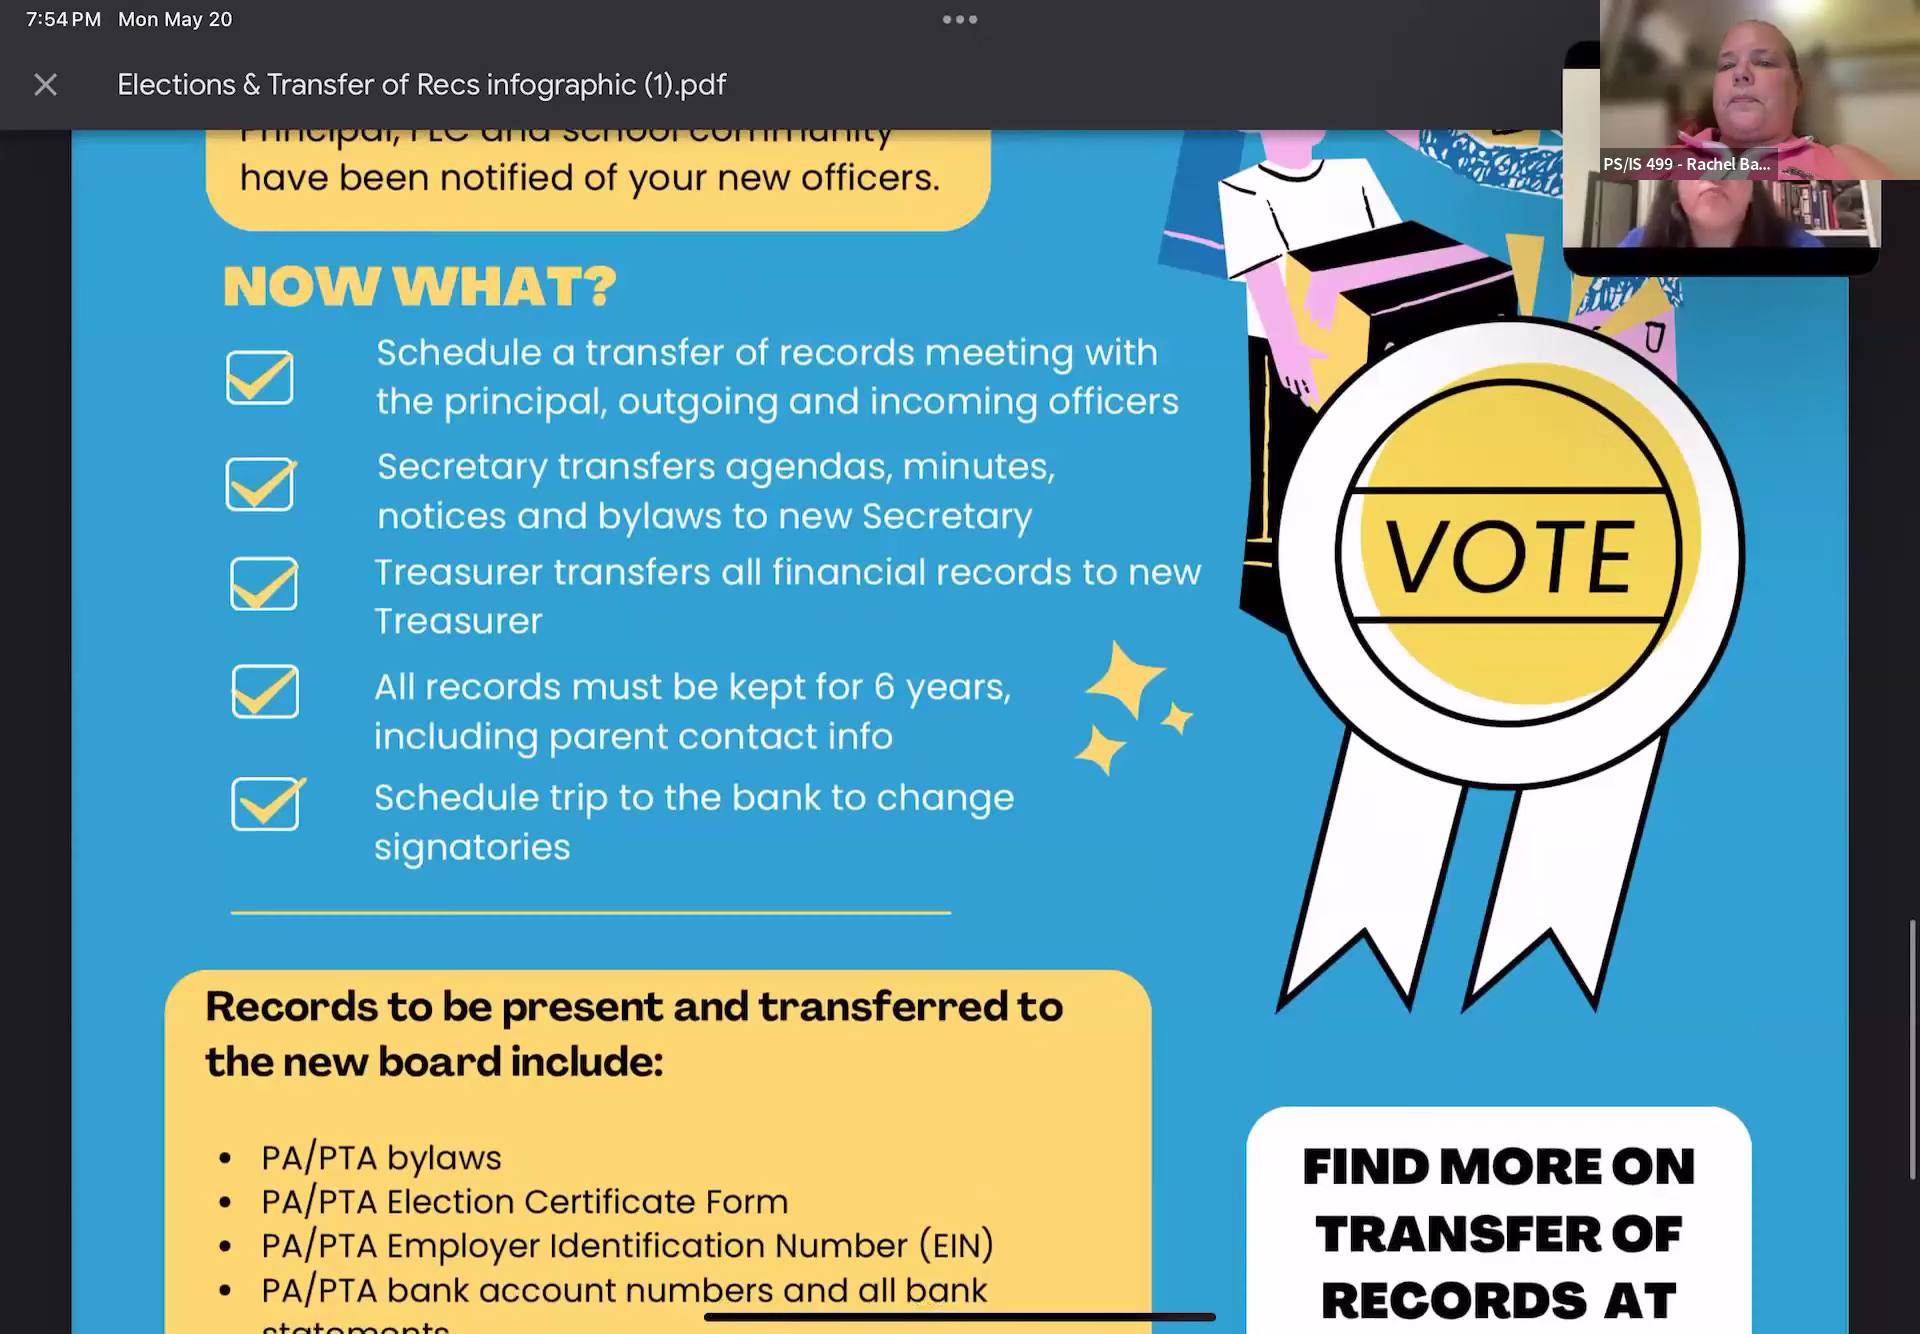 7:54 PM Mon May 20
Elections & Transfer of Recs infographic (1).pdf
PS/IS 499 - Rachel Ba...
Principal, PLC and school community
have been notified of your new officers.
NOW WHAT?
Schedule a transfer of records meeting with
the principal, outgoing and incoming officers
Secretary transfers agendas, minutes,
notices and bylaws to new Secretary
Treasurer transfers all financial records to new
Treasurer
All records must be kept for 6 years,
including parent contact info
Schedule trip to the bank to change
signatories
VOTE
Records to be present and transferred to
the new board include:
• PA/PTA bylaws
• PA/PTA Election Certificate Form
• PA/PTA Employer Identification Number (EIN)
• PA/PTA bank account numbers and all bank
statements
FIND MORE ON
TRANSFER OF
RECORDS AT